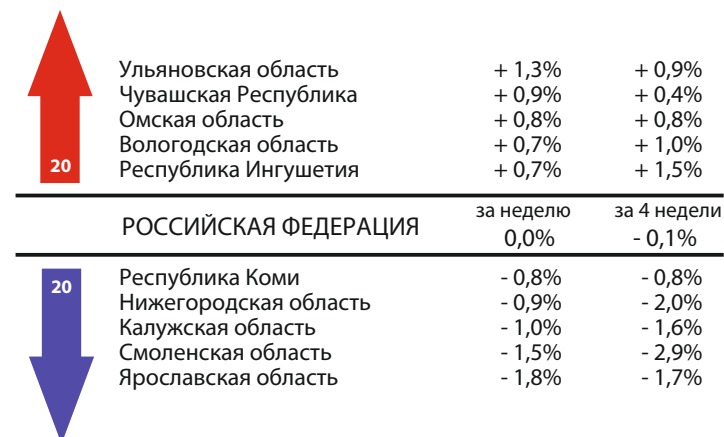 Ульяновская область + 1,3% + 0,9%
Чувашская Республика + 0,9% + 0,4%
Омская область + 0,8% + 0,8%
Вологодская область + 0,7% + 1,0%
20 Республика Ингушетия + 0,7% + 1,5%
за неделю за 4 недели
РОССИЙСКАЯ ФЕДЕРАЦИЯ 0,0% - 0,1%
20 Республика Коми - 0,8% - 0,8%
Нижегородская область - 0,9% - 2,0%
Калужская область - 1,0% - 1,6%
Смоленская область - 1,5% - 2,9%
Ярославская область - 1,8% - 1,7%